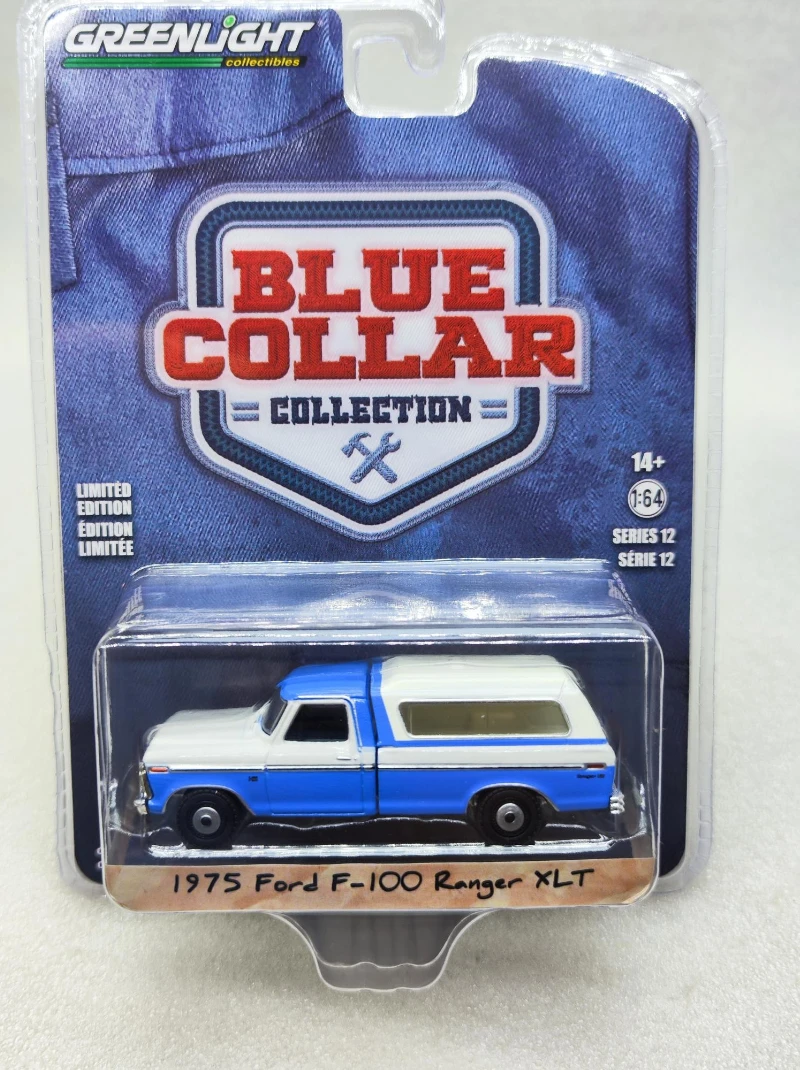 GREENLIGHT
collectibles
BLUE
COLLAR
COLLECTION
LIMITED
EDITION
ÉDITION
LIMITÉE
14+
1:64
SERIES 12
SÉRIE 12
1975 Ford F-100 Ranger XLT